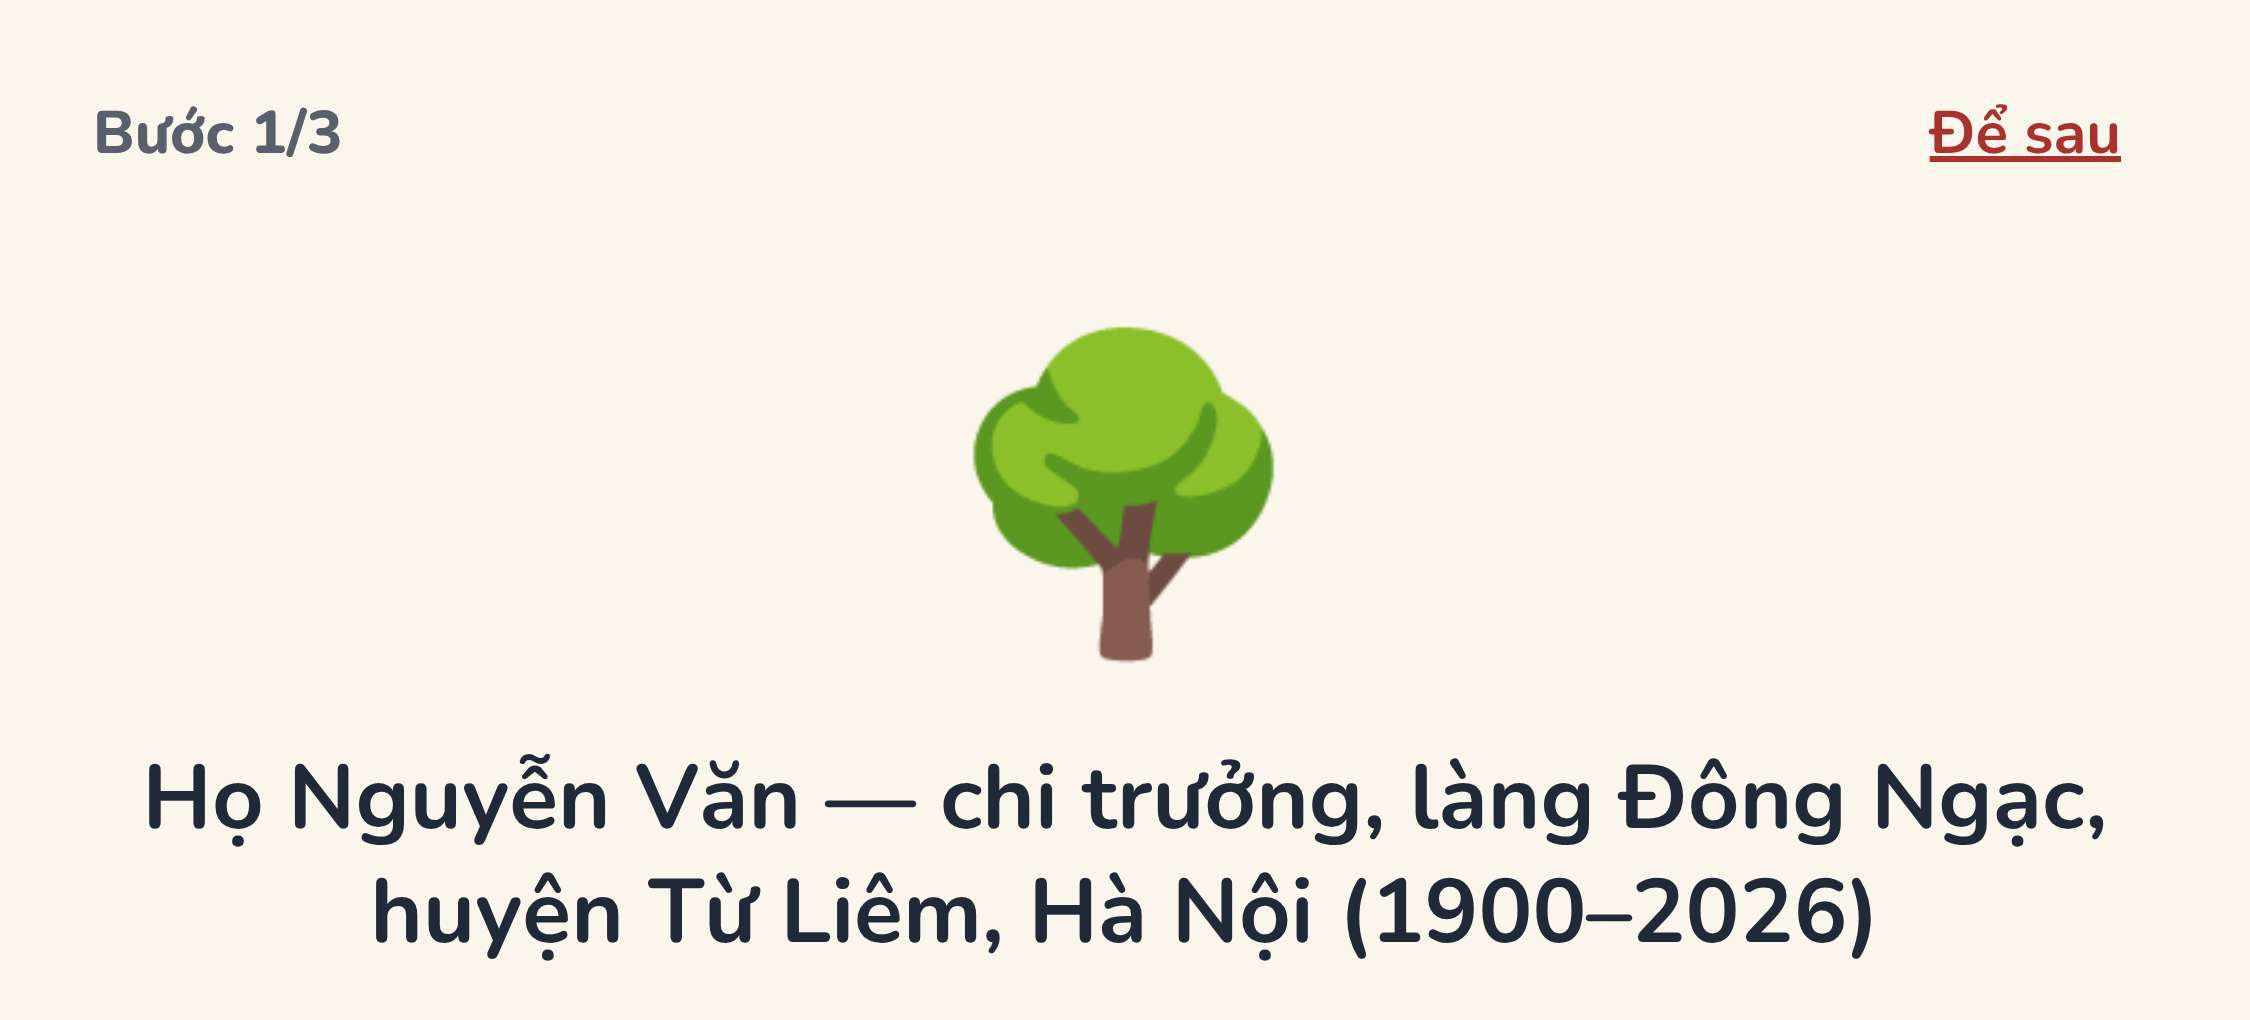 Bước 1/3
Để sau
Họ Nguyễn Văn — chi trưởng, làng Đông Ngạc,
huyện Từ Liêm, Hà Nội (1900–2026)